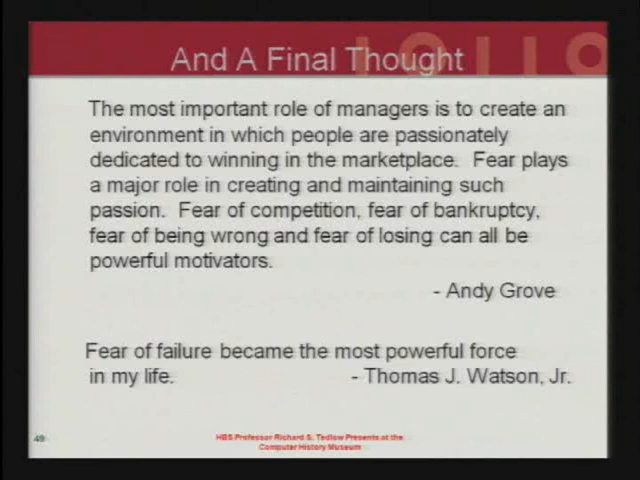 And A Final Thought
The most important role of managers is to create an
environment in which people are passionately
dedicated to winning in the marketplace. Fear plays
a major role in creating and maintaining such
passion. Fear of competition, fear of bankruptcy,
fear of being wrong and fear of losing can all be
powerful motivators.
- Andy Grove
Fear of failure became the most powerful force
in my life. - Thomas J. Watson, Jr.
49
HBS Professor Richard S. Tedlow Presents at the
Computer History Museum